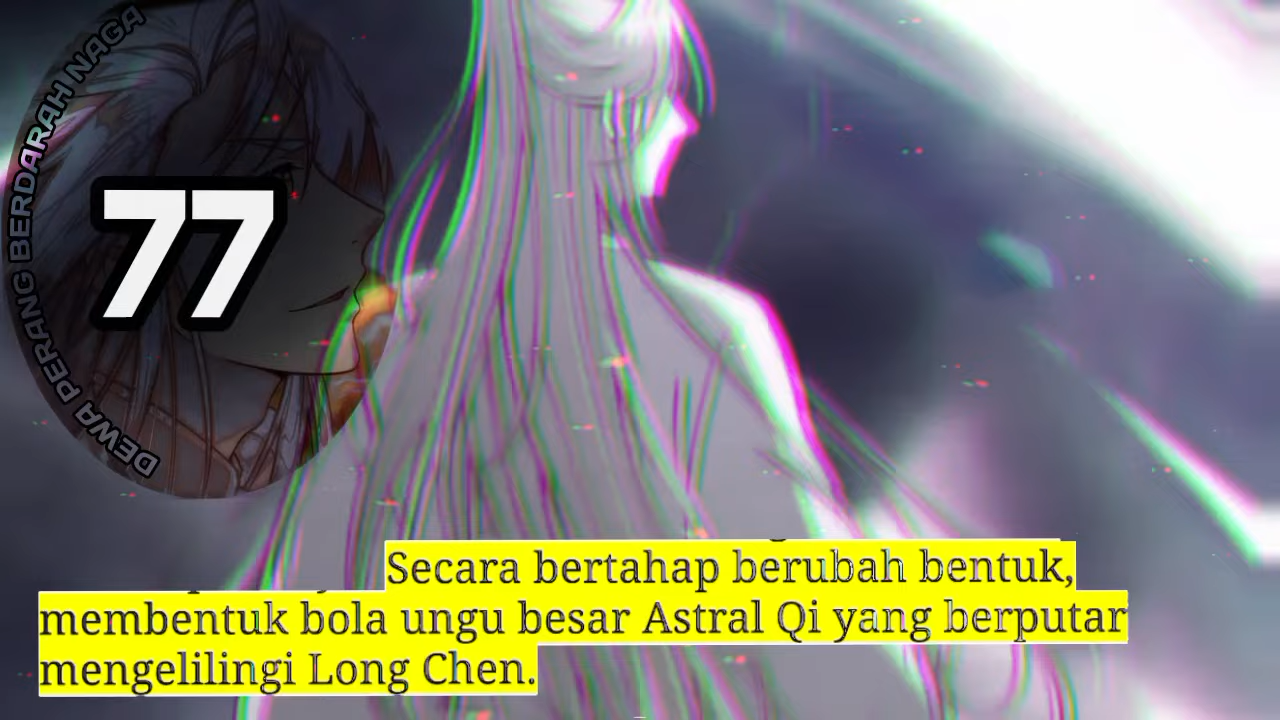 DEWA PERANG BERDARAH NAGA
77
Secara bertahap berubah bentuk,
membentuk bola ungu besar Astral Qi yang berputar
mengelilingi Long Chen.